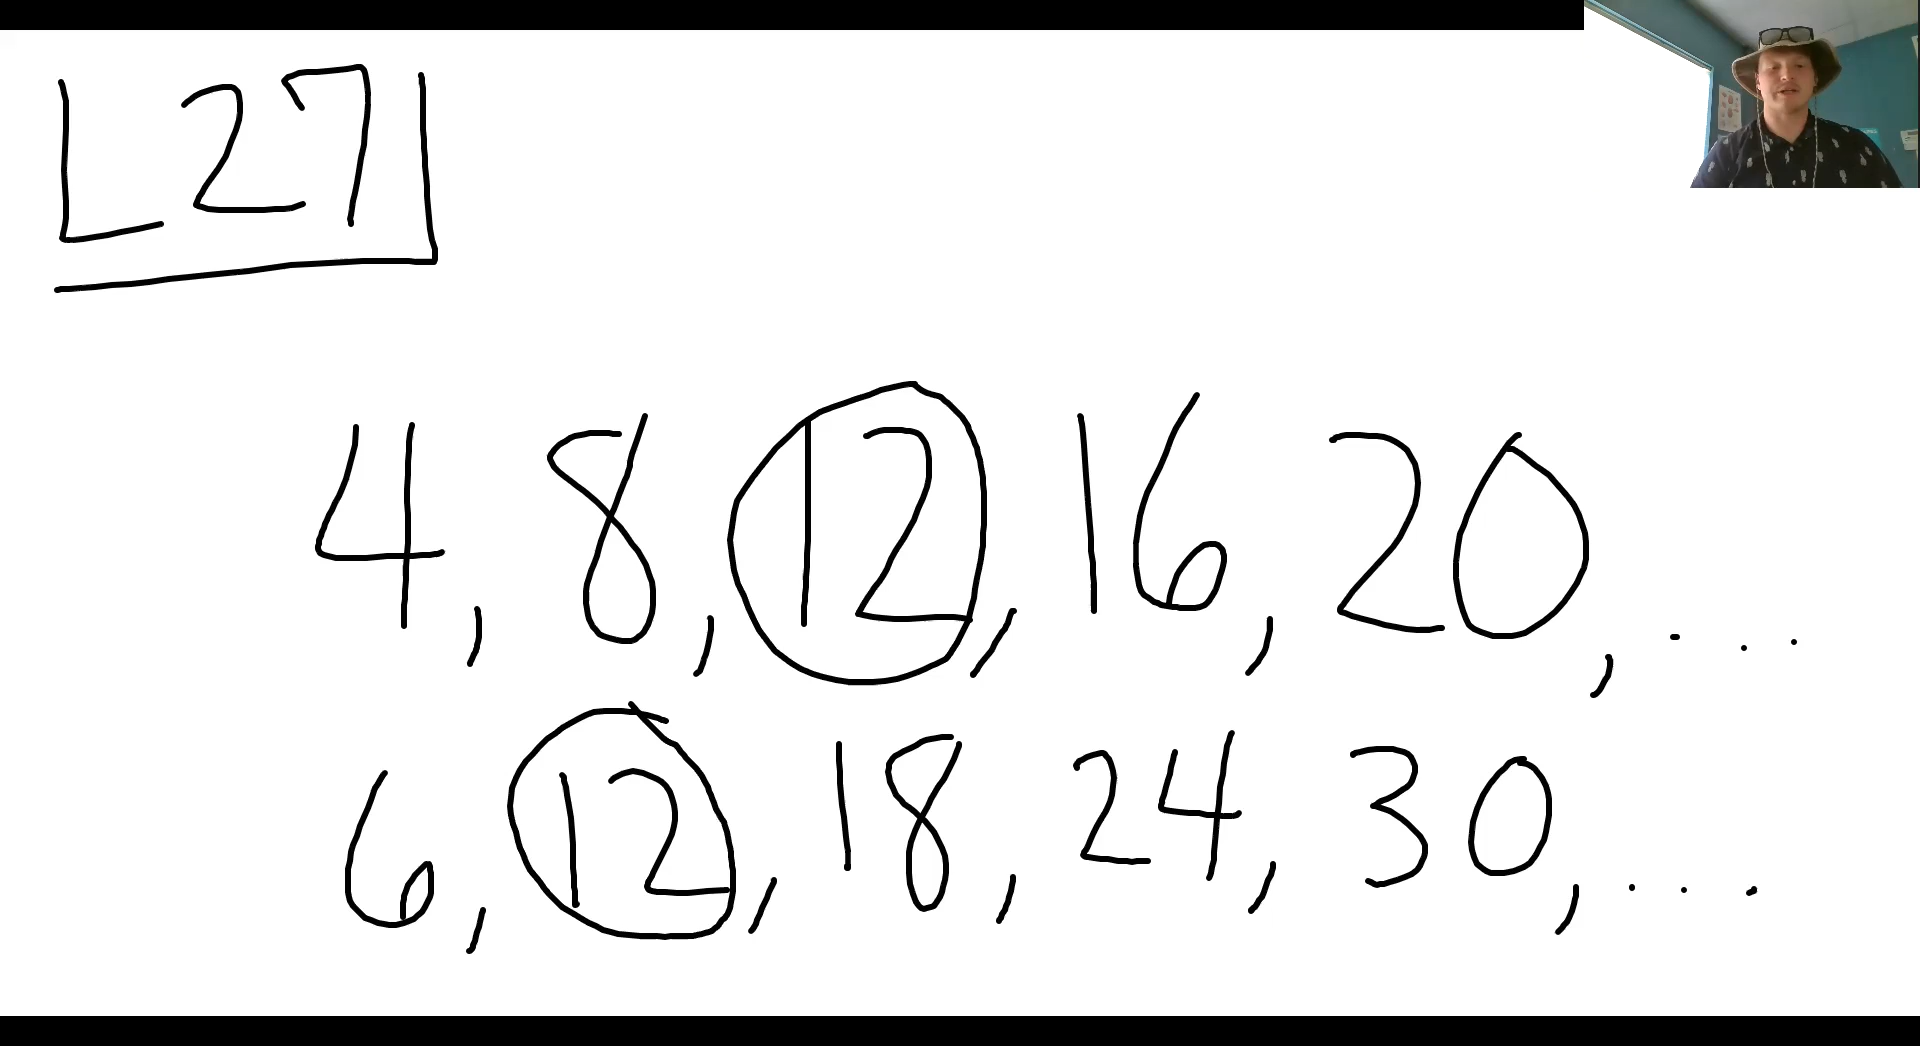 L27
4, 8, 12, 16, 20, ...
6, 12, 18, 24, 30, ...